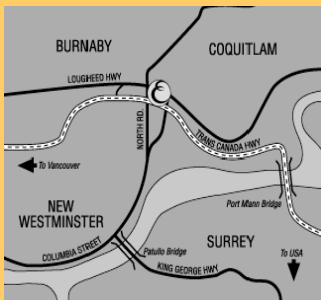 BURNABY
COQUITLAM
LOUGHEED HWY
NORTH RD.
TRANS CANADA HWY
To Vancouver
Port Mann Bridge
NEW
WESTMINSTER
COLUMBIA STREET
Patullo Bridge
SURREY
KING GEORGE HWY
To USA